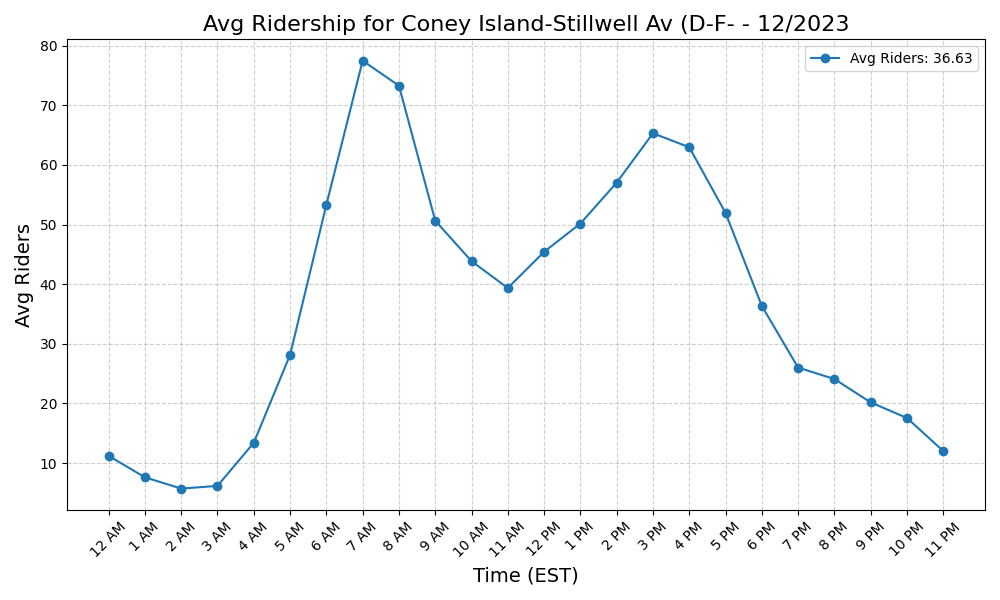 Avg Ridership for Coney Island-Stillwell Av (D-F- - 12/2023
Avg Riders: 36.63
Avg Riders
80
70
60
50
40
30
20
10
12 AM
1 AM
2 AM
3 AM
4 AM
5 AM
6 AM
7 AM
8 AM
9 AM
10 AM
11 AM
12 PM
1 PM
2 PM
3 PM
4 PM
5 PM
6 PM
7 PM
8 PM
9 PM
10 PM
11 PM
Time (EST)